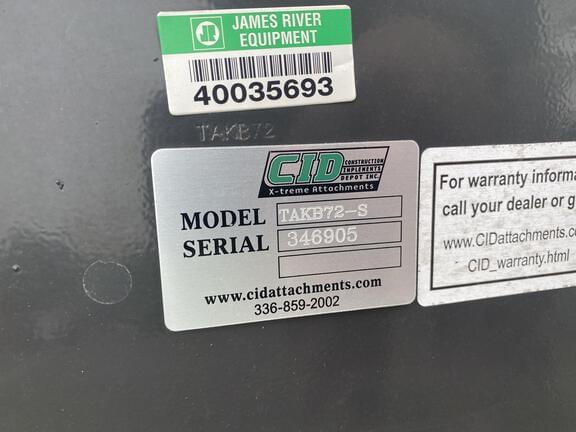 JAMES RIVER
EQUIPMENT
40035693
TAKB72
CID CONSTRUCTION
IMPLEMENTS
DEPOT INC.
X-treme Attachments
MODEL TAKB72-S
SERIAL 346905
www.cidattachments.com
336-859-2002
For warranty informa
call your dealer or g
www.CIDattachments.co
CID_warranty.html